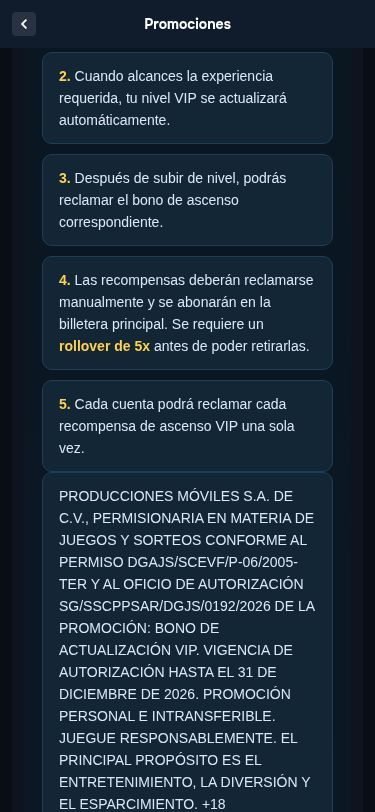 Promociones
2. Cuando alcances la experiencia
requerida, tu nivel VIP se actualizará
automáticamente.
3. Después de subir de nivel, podrás
reclamar el bono de ascenso
correspondiente.
4. Las recompensas deberán reclamarse
manualmente y se abonarán en la
billetera principal. Se requiere un
rollover de 5x antes de poder retirarlas.
5. Cada cuenta podrá reclamar cada
recompensa de ascenso VIP una sola
vez.
PRODUCCIONES MÓVILES S.A. DE
C.V., PERMISIONARIA EN MATERIA DE
JUEGOS Y SORTEOS CONFORME AL
PERMISO DGAJS/SCEVF/P-06/2005-
TER Y AL OFICIO DE AUTORIZACIÓN
SG/SSCPPSAR/DGJS/0192/2026 DE LA
PROMOCIÓN: BONO DE
ACTUALIZACIÓN VIP. VIGENCIA DE
AUTORIZACIÓN HASTA EL 31 DE
DICIEMBRE DE 2026. PROMOCIÓN
PERSONAL E INTRANSFERIBLE.
JUEGUE RESPONSABLEMENTE. EL
PRINCIPAL PROPÓSITO ES EL
ENTRETENIMIENTO, LA DIVERSIÓN Y
EL ESPARCIMIENTO. +18